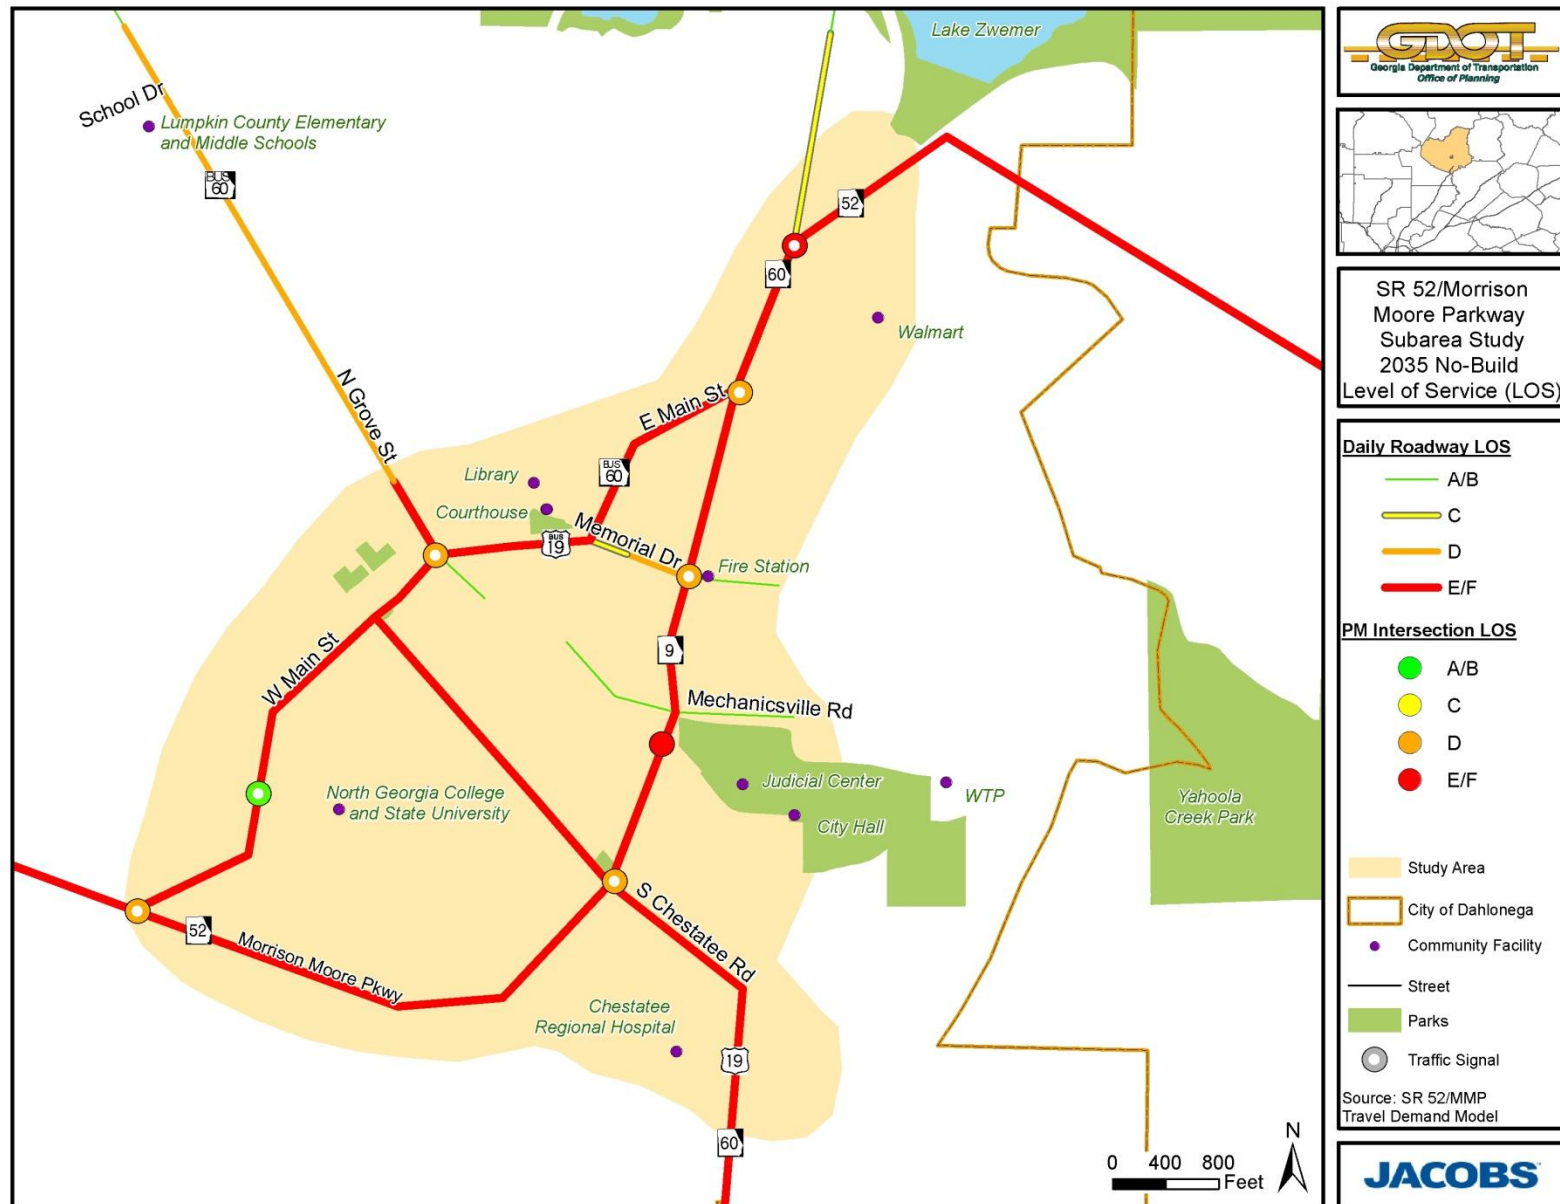 Lake Zwemer
School Dr
Lumpkin County Elementary
and Middle Schools
BUS
60
52
60
Walmart
N Grove St
E Main St
BUS
60
Library
Courthouse
BUS
19
Memorial Dr
Fire Station
9
W Main St
Mechanicsville Rd
Judicial Center
WTP
City Hall
Yahoola
Creek Park
North Georgia College
and State University
52
Morrison Moore Pkwy
S Chestatee Rd
Chestatee
Regional Hospital
19
60
0 400 800
Feet
N
GDOT
Georgia Department of Transportation
Office of Planning
SR 52/Morrison
Moore Parkway
Subarea Study
2035 No-Build
Level of Service (LOS)
Daily Roadway LOS
A/B
C
D
E/F
PM Intersection LOS
A/B
C
D
E/F
Study Area
City of Dahlonega
Community Facility
Street
Parks
Traffic Signal
Source: SR 52/MMP
Travel Demand Model
JACOBS